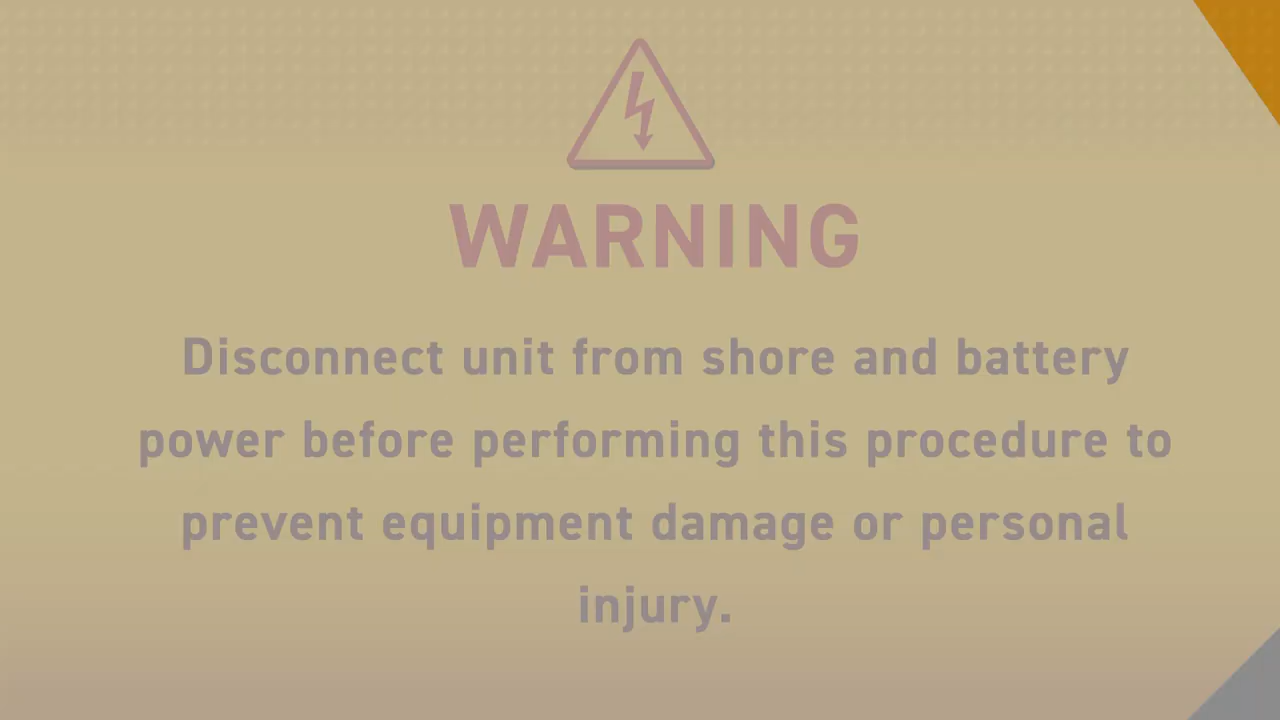 WARNING
Disconnect unit from shore and battery
power before performing this procedure to
prevent equipment damage or personal
injury.